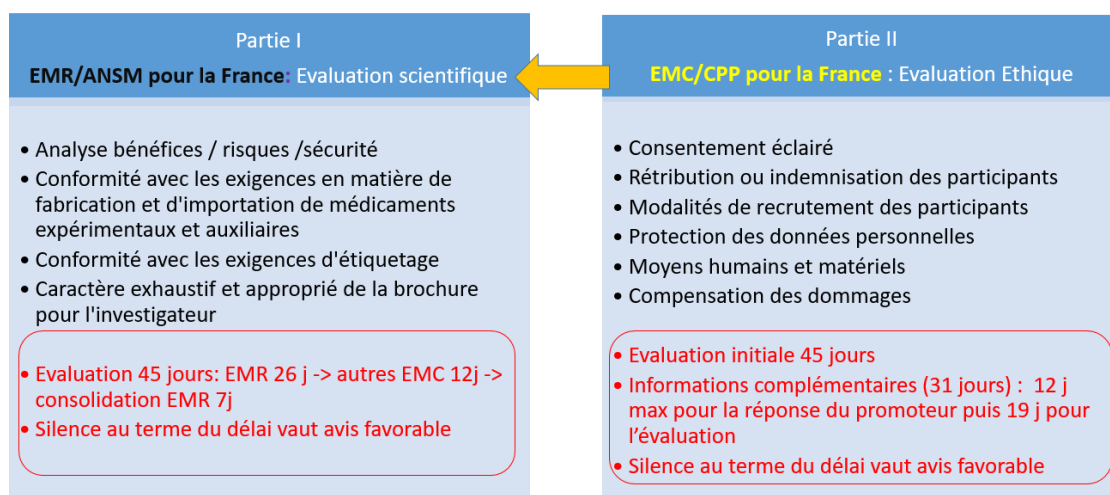 Partie I
EMR/ANSM pour la France: Evaluation scientifique
• Analyse bénéfices / risques /sécurité
• Conformité avec les exigences en matière de
fabrication et d'importation de médicaments
expérimentaux et auxiliaires
• Conformité avec les exigences d'étiquetage
• Caractère exhaustif et approprié de la brochure
pour l'investigateur
• Evaluation 45 jours: EMR 26 j -> autres EMC 12j ->
consolidation EMR 7j
• Silence au terme du délai vaut avis favorable
Partie II
EMC/CPP pour la France : Evaluation Ethique
• Consentement éclairé
• Rétribution ou indemnisation des participants
• Modalités de recrutement des participants
• Protection des données personnelles
• Moyens humains et matériels
• Compensation des dommages
• Evaluation initiale 45 jours
• Informations complémentaires (31 jours) : 12 j
max pour la réponse du promoteur puis 19 j pour
l’évaluation
• Silence au terme du délai vaut avis favorable